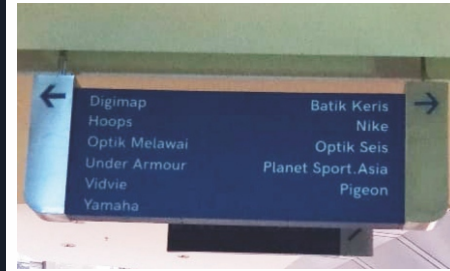 Digimap
Hoops
Optik Melawai
Under Armour
Vidvie
Yamaha
Batik Keris
Nike
Optik Seis
Planet Sport.Asia
Pigeon